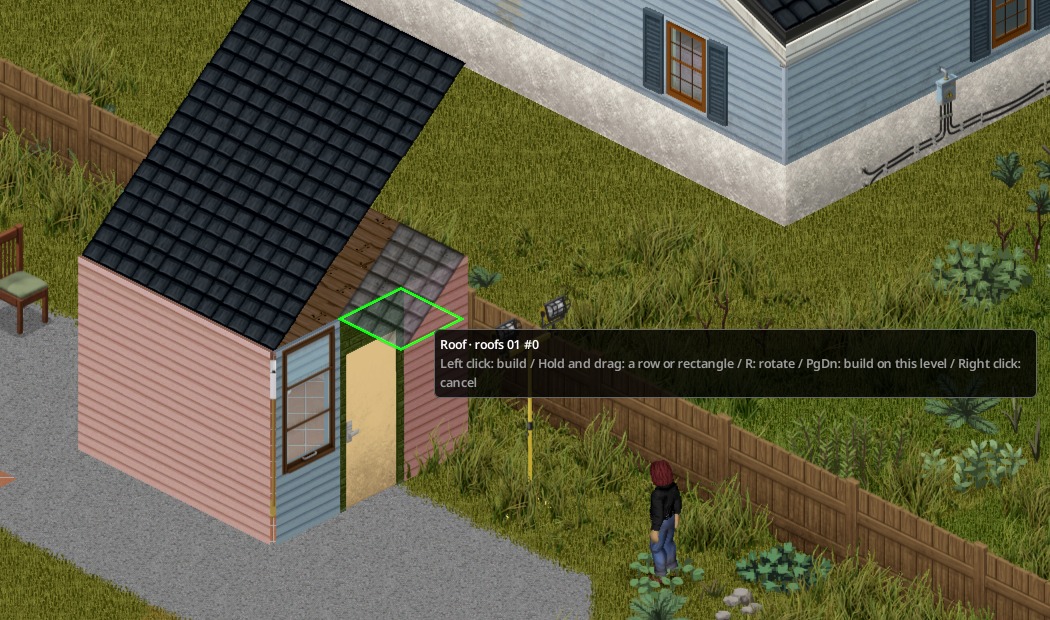 Roof · roofs 01 #0
Left click: build / Hold and drag: a row or rectangle / R: rotate / PgDn: build on this level / Right click:
cancel